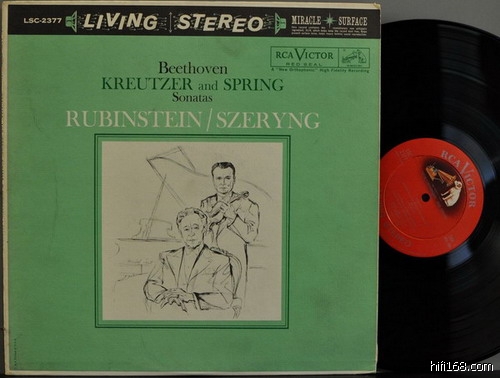 LSC-2377
LIVING STEREO
MIRACLE SURFACE
RCA VICTOR
RED SEAL
A "New Orthophonic" High Fidelity Recording
Beethoven
KREUTZER and SPRING
Sonatas
RUBINSTEIN/SZERYNG
RCA VICTOR
hifi168.com